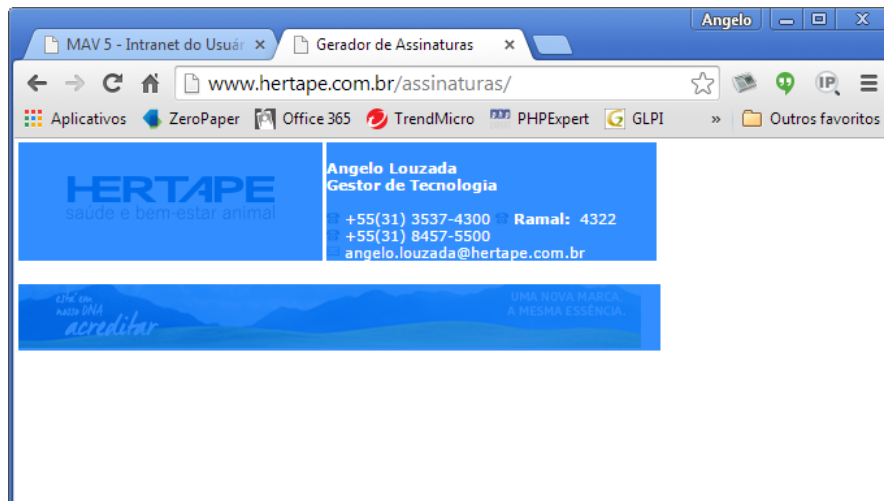 Angelo
MAV 5 - Intranet do Usuár
Gerador de Assinaturas
www.hertape.com.br/assinaturas/
IP
Aplicativos
ZeroPaper
Office 365
TrendMicro
PHPExpert
GLPI
»
Outros favoritos
HERTAPE
saúde e bem-estar animal
Angelo Louzada
Gestor de Tecnologia
+55(31) 3537-4300 Ramal: 4322
+55(31) 8457-5500
angelo.louzada@hertape.com.br
está em
nosso DNA
acreditar
UMA NOVA MARCA.
A MESMA ESSÊNCIA.